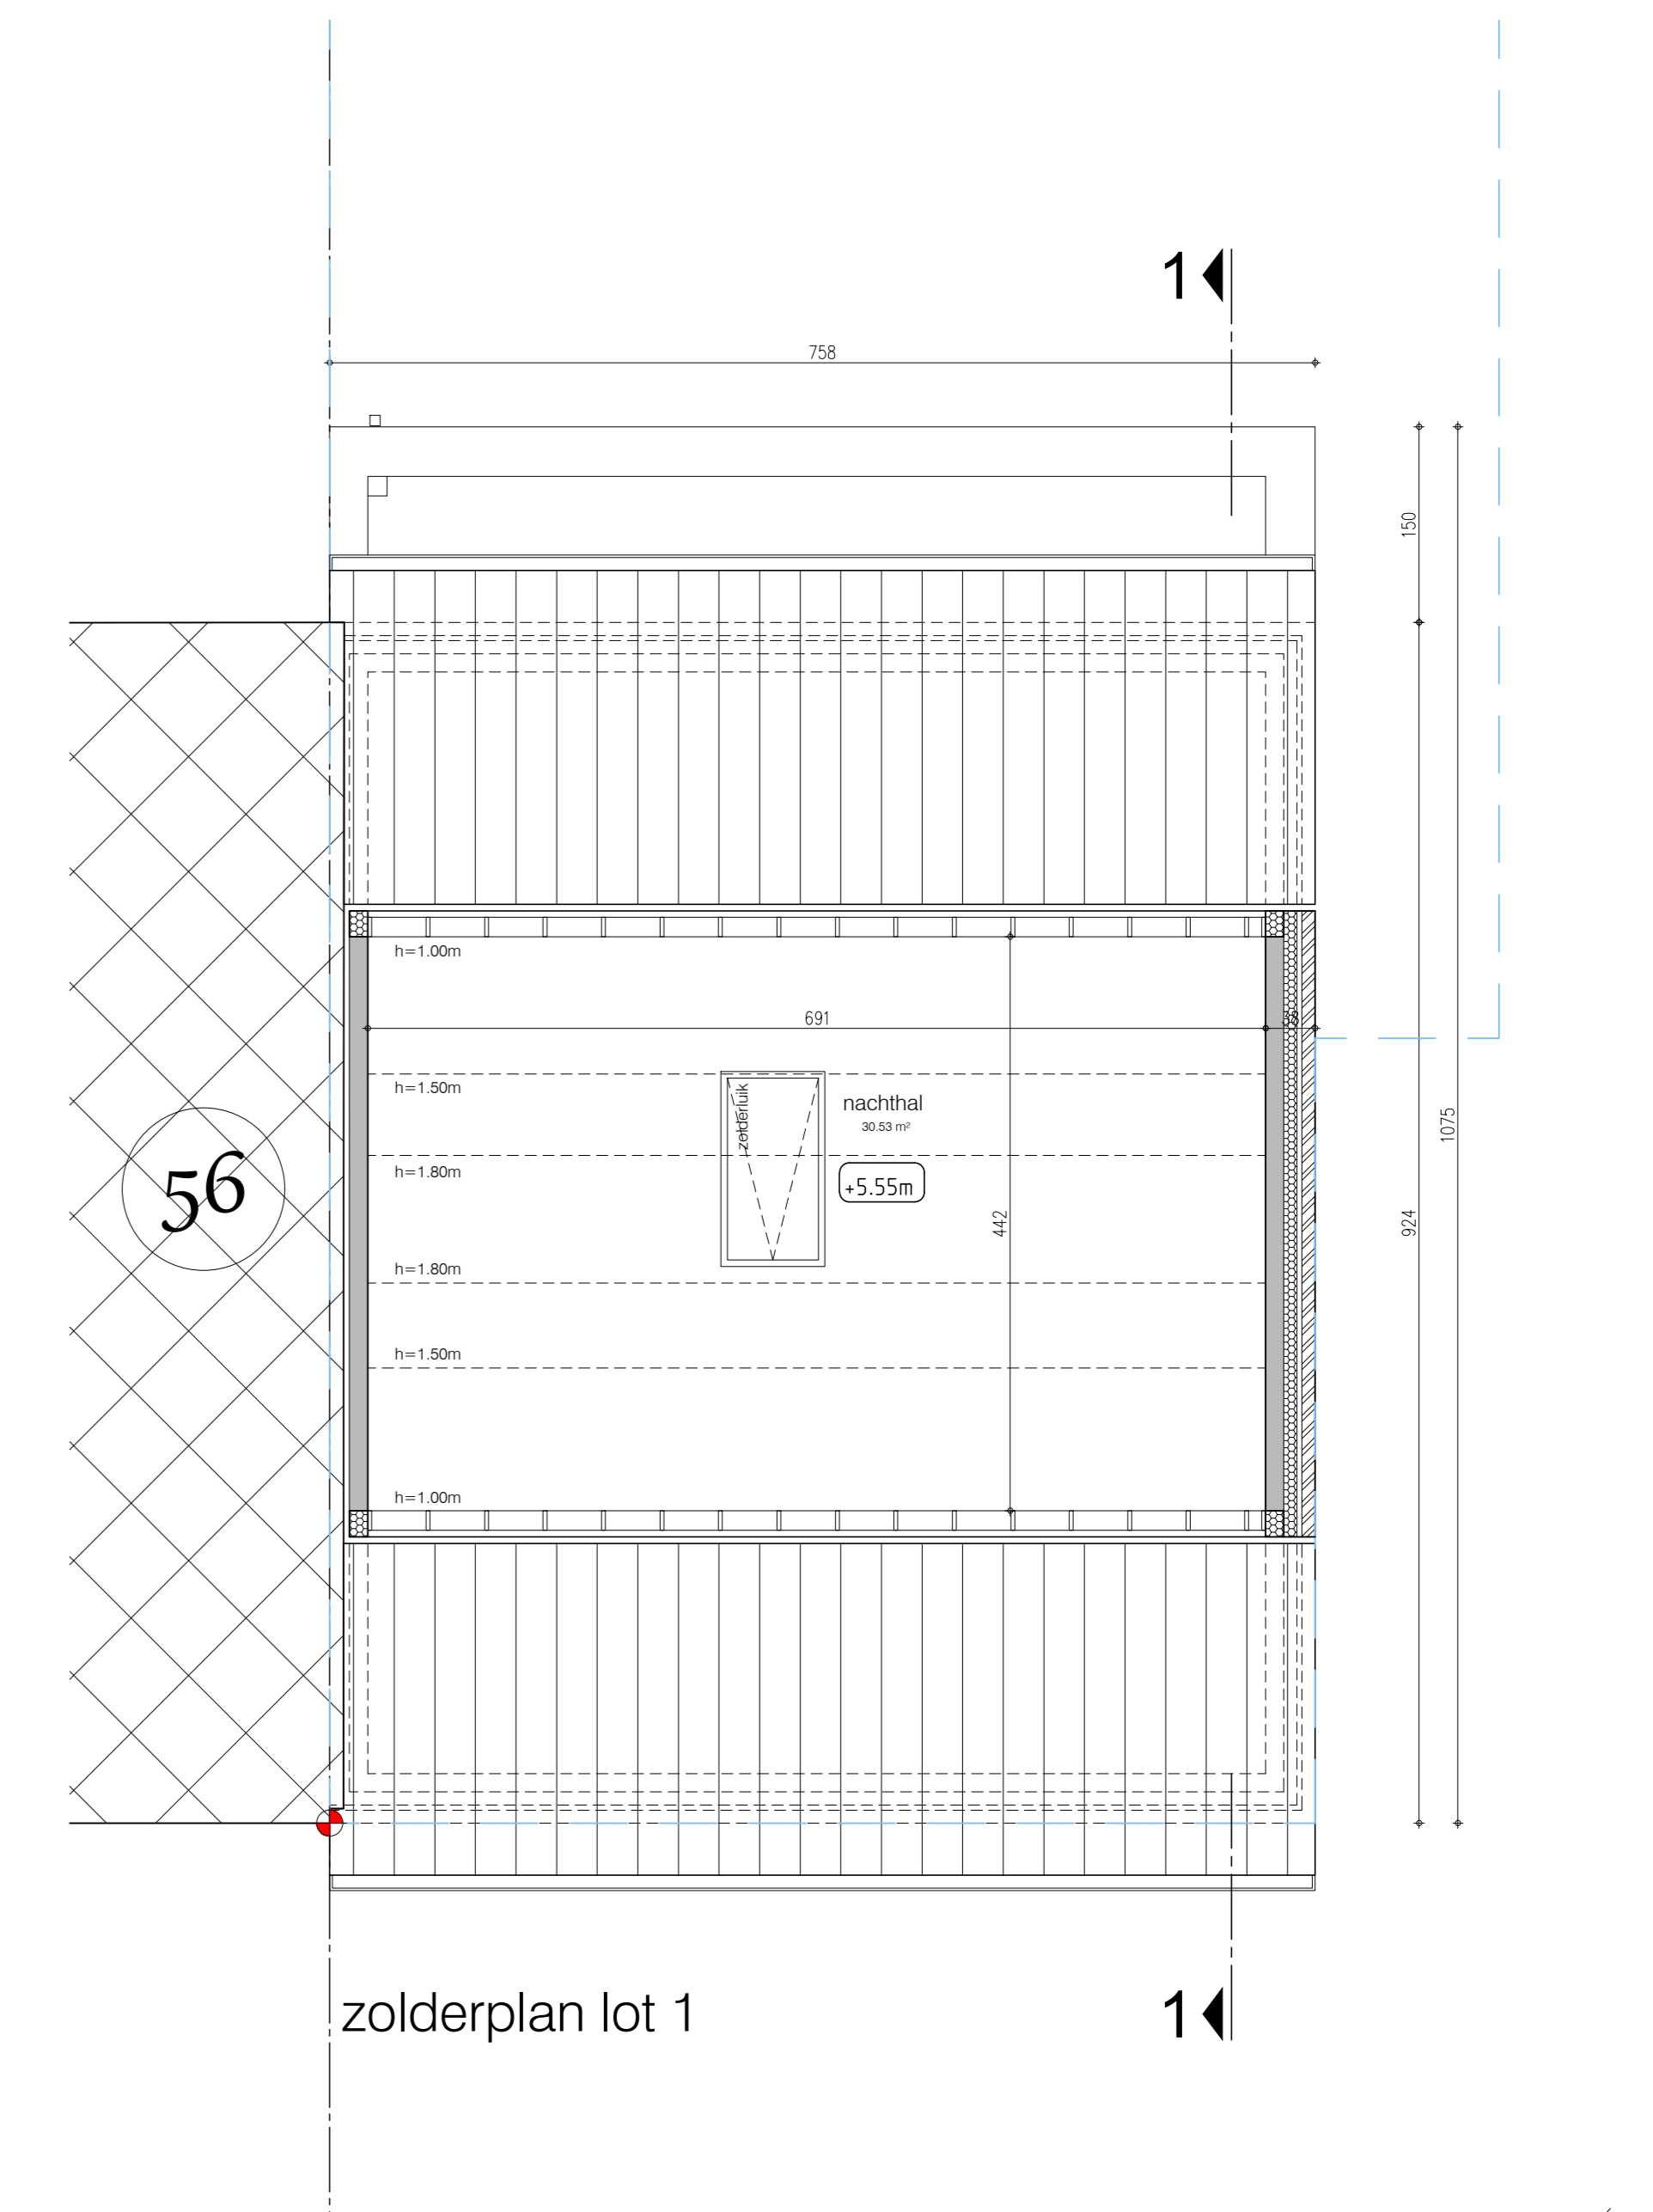 1
758
150
h=1.00m
691
38
h=1.50m
zolderluik
nachthal
30.53 m²
1075
h=1.80m
+5.55m
56
442
924
h=1.80m
h=1.50m
h=1.00m
zolderplan lot 1
1